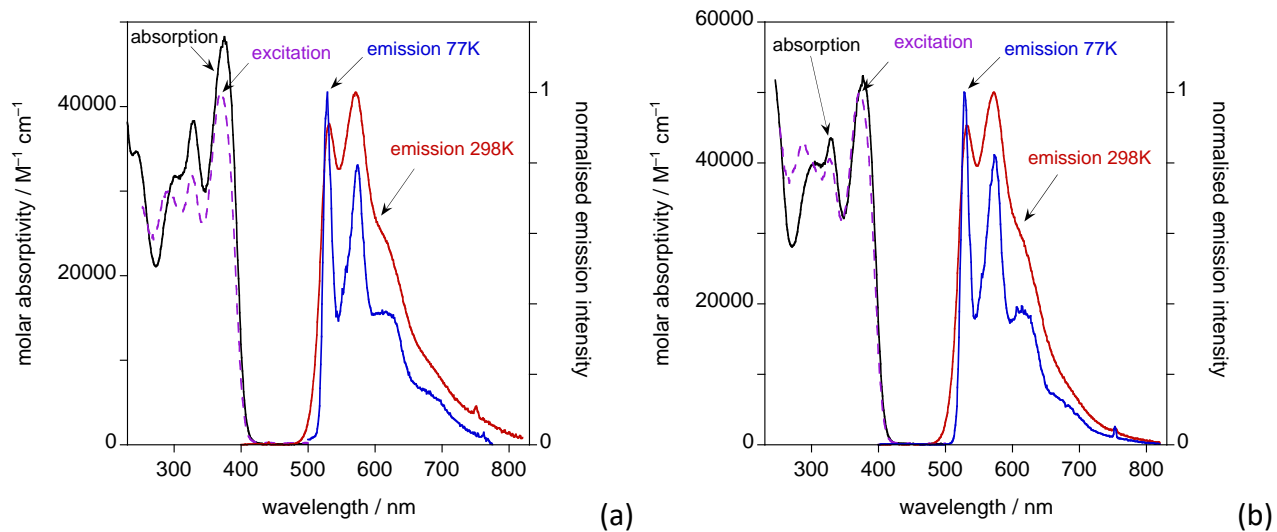 absorption
excitation
emission 77K
emission 298K
molar absorptivity / M⁻¹ cm⁻¹
normalised emission intensity
0
20000
40000
0
1
300 400 500 600 700 800
wavelength / nm
(a)
absorption
excitation
emission 77K
emission 298K
molar absorptivity / M⁻¹ cm⁻¹
normalised emission intensity
0
20000
40000
60000
0
1
300 400 500 600 700 800
wavelength / nm
(b)